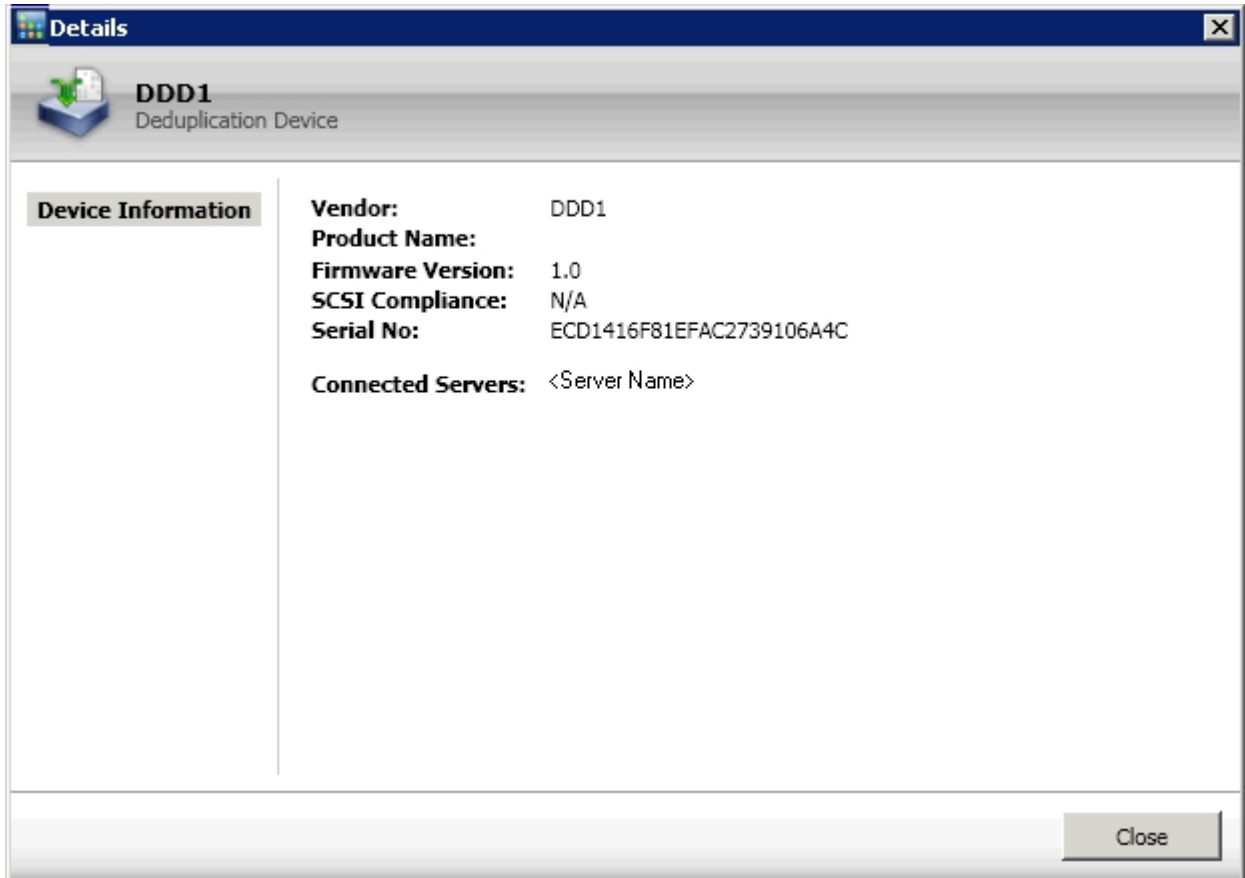 Details
DDD1
Deduplication Device
Device Information
Vendor: DDD1
Product Name:
Firmware Version: 1.0
SCSI Compliance: N/A
Serial No: ECD1416F81EFAC2739106A4C
Connected Servers: <Server Name>
Close